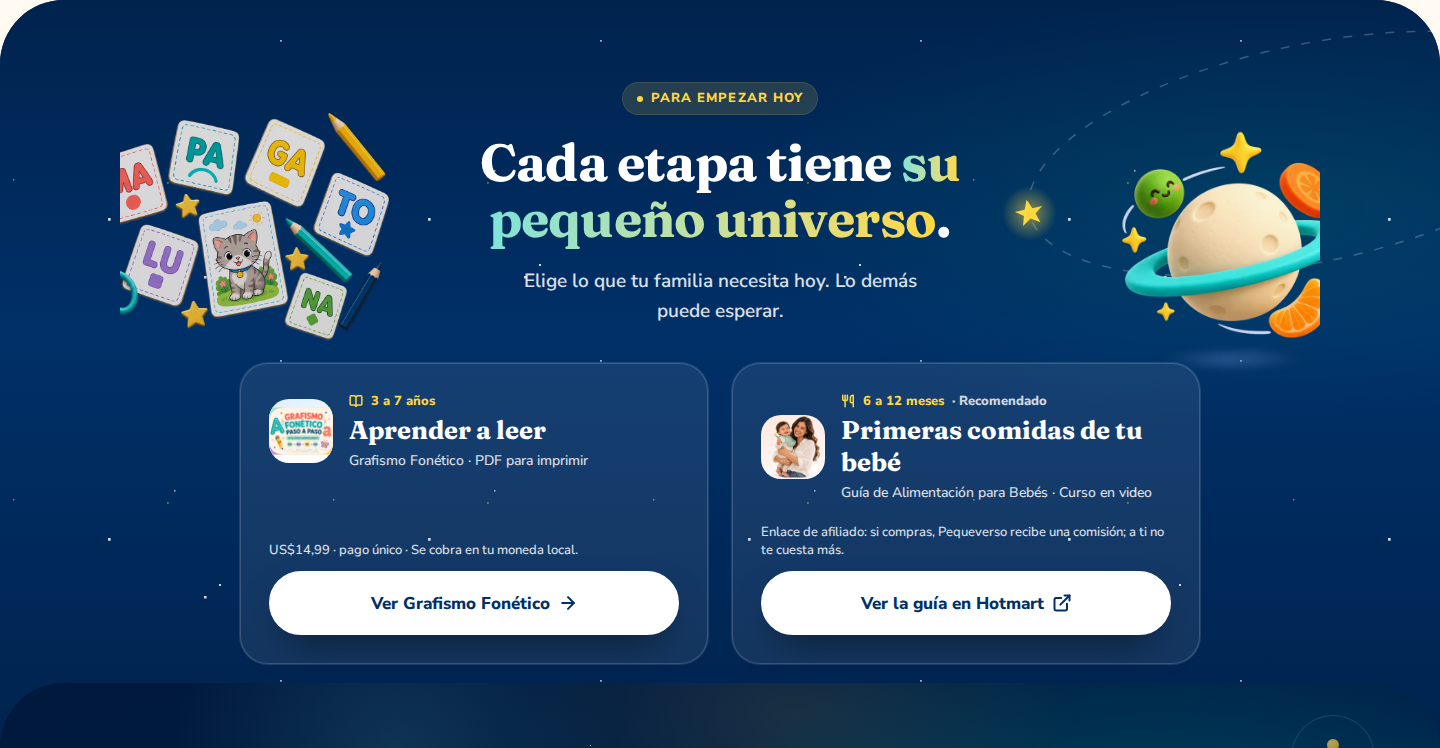 PARA EMPEZAR HOY
Cada etapa tiene su
pequeño universo.
Elige lo que tu familia necesita hoy. Lo demás
puede esperar.
MA
PA
GA
TO
LU
NA
3 a 7 años
GRAFISMO
FONÉTICO
PASO A PASO
A
a
Aprender a leer
Grafismo Fonético · PDF para imprimir
US$14,99 · pago único · Se cobra en tu moneda local.
Ver Grafismo Fonético
6 a 12 meses · Recomendado
Primeras comidas de tu
bebé
Guía de Alimentación para Bebés · Curso en video
Enlace de afiliado: si compras, Pequeverso recibe una comisión; a ti no
te cuesta más.
Ver la guía en Hotmart